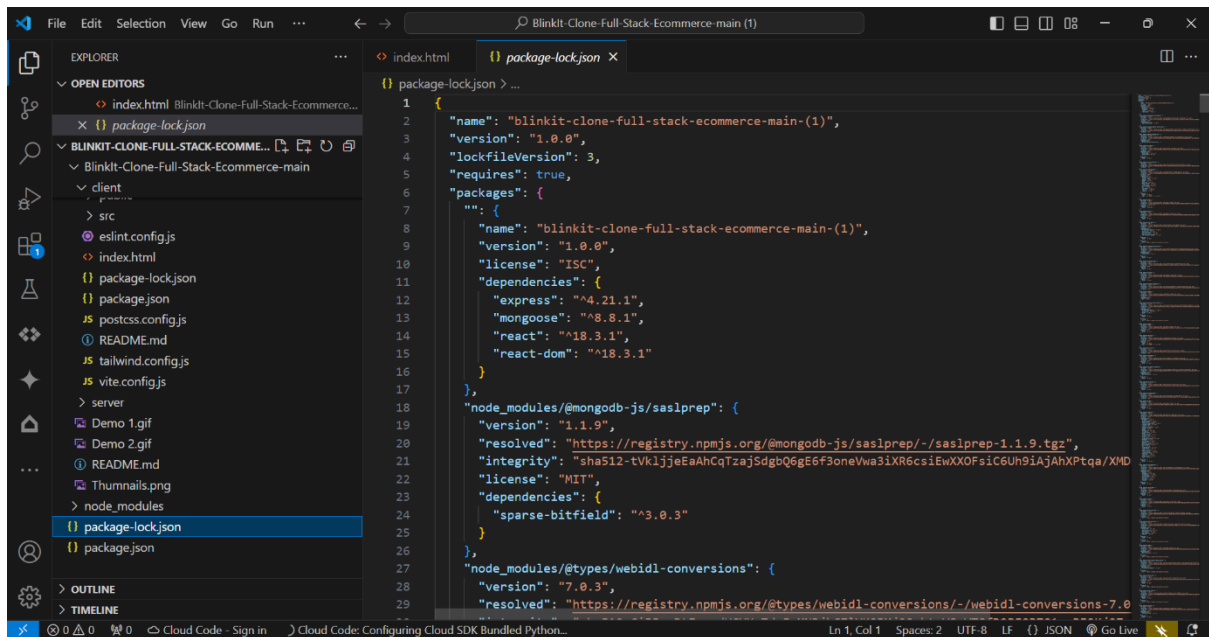 File Edit Selection View Go Run ··· BlinkIt-Clone-Full-Stack-Ecommerce-main (1)
EXPLORER ···
OPEN EDITORS
index.html BlinkIt-Clone-Full-Stack-Ecommerce...
package-lock.json
BLINKIT-CLONE-FULL-STACK-ECOMME...
BlinkIt-Clone-Full-Stack-Ecommerce-main
client
public
src
eslint.config.js
index.html
package-lock.json
package.json
postcss.config.js
README.md
tailwind.config.js
vite.config.js
server
Demo 1.gif
Demo 2.gif
README.md
Thumnails.png
node_modules
package-lock.json
package.json
OUTLINE
TIMELINE
1
index.html {} package-lock.json
{} package-lock.json > ...
1 {
2 "name": "blinkit-clone-full-stack-ecommerce-main-(1)",
3 "version": "1.0.0",
4 "lockfileVersion": 3,
5 "requires": true,
6 "packages": {
7 "": {
8 "name": "blinkit-clone-full-stack-ecommerce-main-(1)",
9 "version": "1.0.0",
10 "license": "ISC",
11 "dependencies": {
12 "express": "^4.21.1",
13 "mongoose": "^8.8.1",
14 "react": "^18.3.1",
15 "react-dom": "^18.3.1"
16 }
17 },
18 "node_modules/@mongodb-js/saslprep": {
19 "version": "1.1.9",
20 "resolved": "https://registry.npmjs.org/@mongodb-js/saslprep/-/saslprep-1.1.9.tgz",
21 "integrity": "sha512-tVkljjeEaAhCqTzajSdgbQ6gE6f3oneVwa3iXR6csiEwXXOFsiC6Uh9iAjAhXPtqa/XMD
22 "license": "MIT",
23 "dependencies": {
24 "sparse-bitfield": "^3.0.3"
25 }
26 },
27 "node_modules/@types/webidl-conversions": {
28 "version": "7.0.3",
29 "resolved": "https://registry.npmjs.org/@types/webidl-conversions/-/webidl-conversions-7.0
0 0 0 Cloud Code - Sign in Cloud Code: Configuring Cloud SDK Bundled Python... Ln 1, Col 1 Spaces: 2 UTF-8 LF {} JSON Go Live